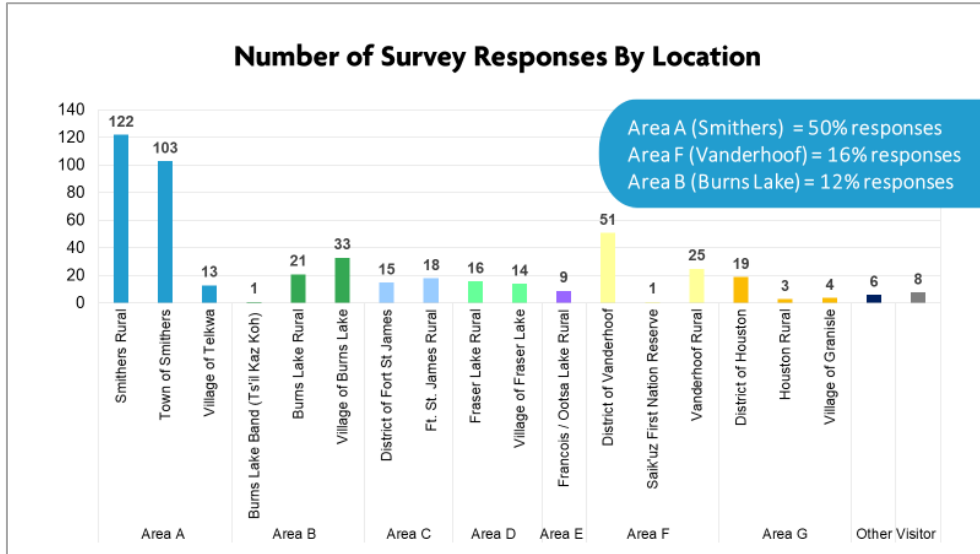 Number of Survey Responses By Location
Area A (Smithers) = 50% responses
Area F (Vanderhoof) = 16% responses
Area B (Burns Lake) = 12% responses
140
120
100
80
60
40
20
0
122
103
13
1
21
33
15
18
16
14
9
51
1
25
19
3
4
6
8
Smithers Rural
Town of Smithers
Village of Telkwa
Burns Lake Band (Ts'il Kaz Koh)
Burns Lake Rural
Village of Burns Lake
District of Fort St James
Ft. St. James Rural
Fraser Lake Rural
Village of Fraser Lake
Francois / Ootsa Lake Rural
District of Vanderhoof
Saik'uz First Nation Reserve
Vanderhoof Rural
District of Houston
Houston Rural
Village of Granisle
Area A
Area B
Area C
Area D
Area E
Area F
Area G
Other
Visitor